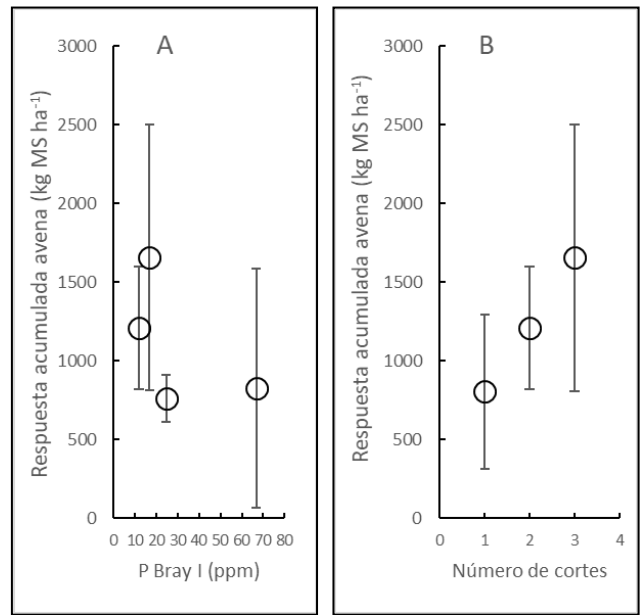 A
Respuesta acumulada avena (kg MS ha⁻¹)
3000
2500
2000
1500
1000
500
0
0 10 20 30 40 50 60 70 80
P Bray I (ppm)
B
Respuesta acumulada avena (kg MS ha⁻¹)
3000
2500
2000
1500
1000
500
0
0 1 2 3 4
Número de cortes